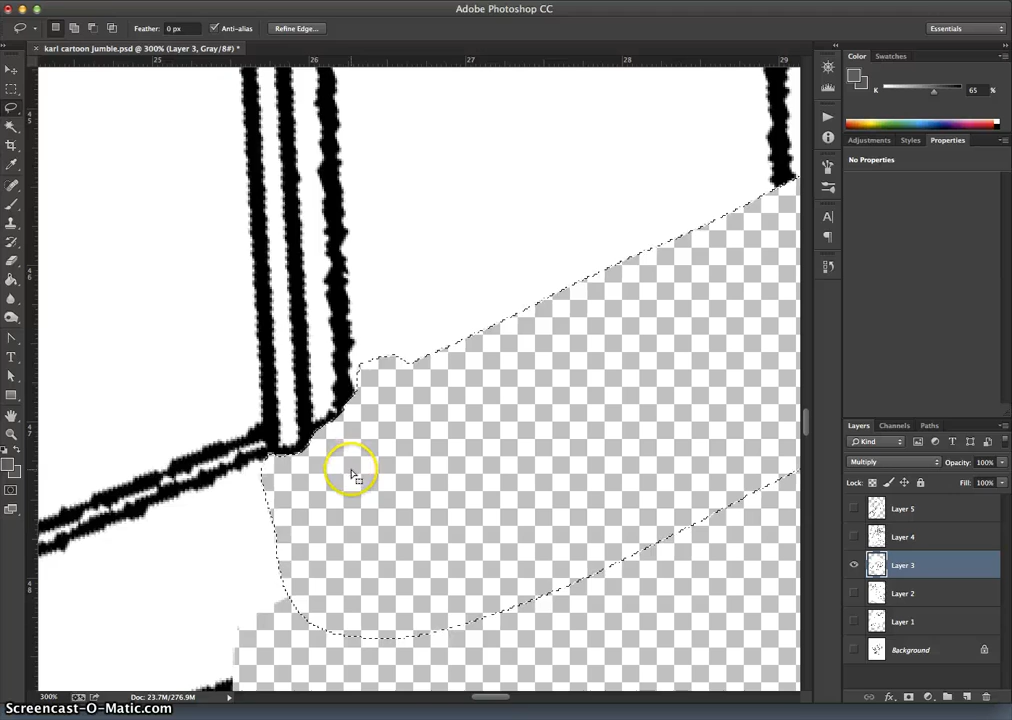 Adobe Photoshop CC
Feather: 0 px
Anti-alias
Refine Edge...
Essentials
karl cartoon jumble.psd @ 300% (Layer 3, Gray/8#) *
25 26 27 28 29
Color Swatches
K 65 %
Adjustments Styles Properties
No Properties
Layers Channels Paths
Kind
Multiply Opacity: 100%
Lock: Fill: 100%
Layer 5
Layer 4
Layer 3
Layer 2
Layer 1
Background
300% Doc: 23.7M/276.9M
Screencast-O-Matic.com